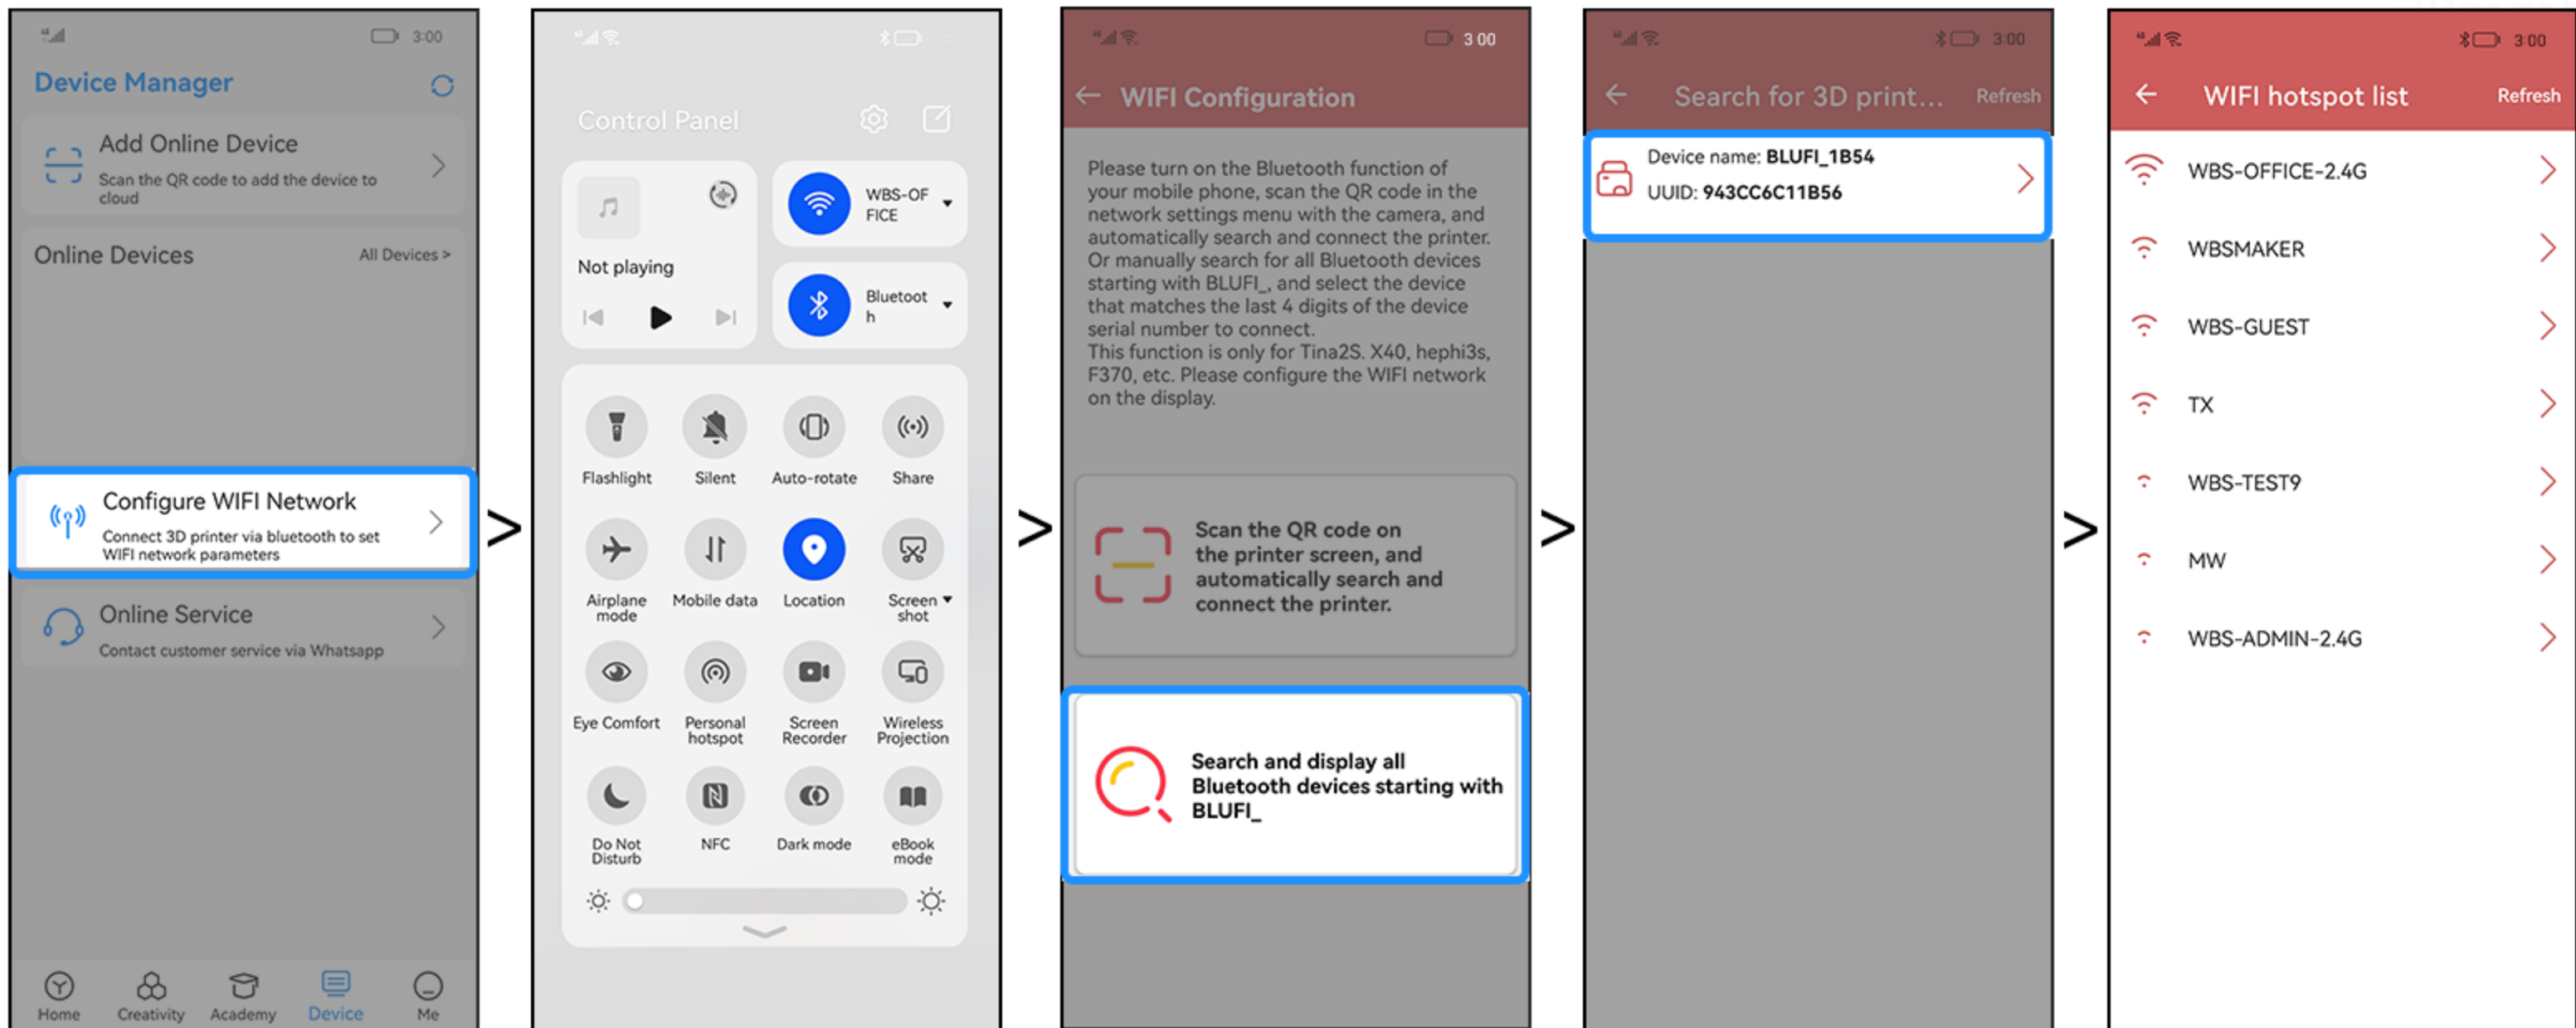 3:00
Device Manager
Add Online Device
Scan the QR code to add the device to
cloud
Online Devices
All Devices >
Configure WIFI Network
Connect 3D printer via bluetooth to set
WIFI network parameters
Online Service
Contact customer service via Whatsapp
Home
Creativity
Academy
Device
Me
>
Control Panel
Not playing
WBS-OF
FICE
Bluetoot
h
Flashlight
Silent
Auto-rotate
Share
Airplane
mode
Mobile data
Location
Screen
shot
Eye Comfort
Personal
hotspot
Screen
Recorder
Wireless
Projection
Do Not
Disturb
NFC
Dark mode
eBook
mode
>
3 00
WIFI Configuration
Please turn on the Bluetooth function of
your mobile phone, scan the QR code in the
network settings menu with the camera, and
automatically search and connect the printer.
Or manually search for all Bluetooth devices
starting with BLUFI_, and select the device
that matches the last 4 digits of the device
serial number to connect.
This function is only for Tina2S. X40, hephi3s,
F370, etc. Please configure the WIFI network
on the display.
Scan the QR code on
the printer screen, and
automatically search and
connect the printer.
Search and display all
Bluetooth devices starting with
BLUFI_
>
3:00
Search for 3D print...
Refresh
Device name: BLUFI_1B54
UUID: 943CC6C11B56
>
3:00
WIFI hotspot list
Refresh
WBS-OFFICE-2.4G
WBSMAKER
WBS-GUEST
TX
WBS-TEST9
MW
WBS-ADMIN-2.4G